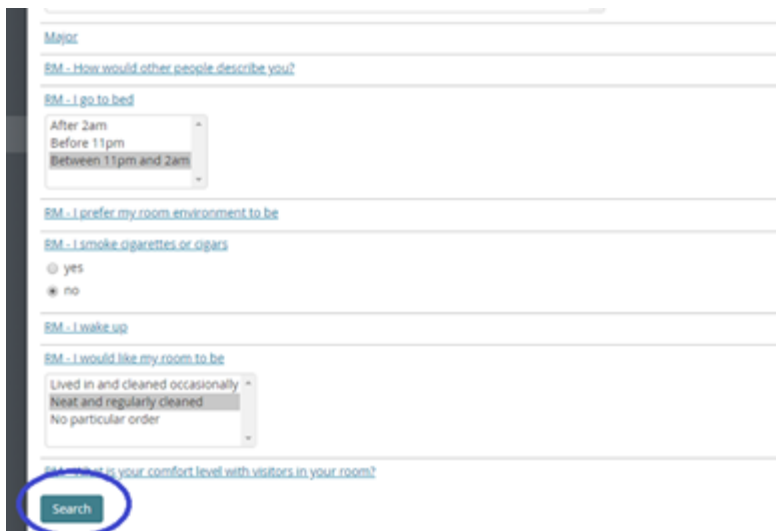 Major
RM - How would other people describe you?
RM - I go to bed
After 2am
Before 11pm
Between 11pm and 2am
RM - I prefer my room environment to be
RM - I smoke cigarettes or cigars
yes
no
RM - I wake up
RM - I would like my room to be
Lived in and cleaned occasionally
Neat and regularly cleaned
No particular order
RM - What is your comfort level with visitors in your room?
Search